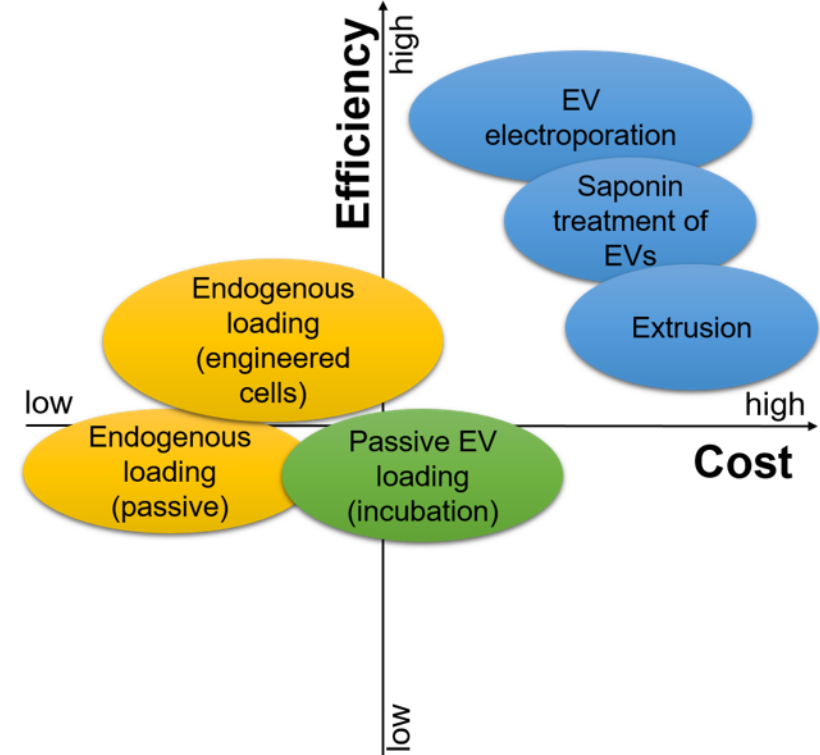 Efficiency
high
EV
electroporation
Saponin
treatment of
EVs
Extrusion
Endogenous
loading
(engineered
cells)
low
high
Cost
Endogenous
loading
(passive)
Passive EV
loading
(incubation)
low